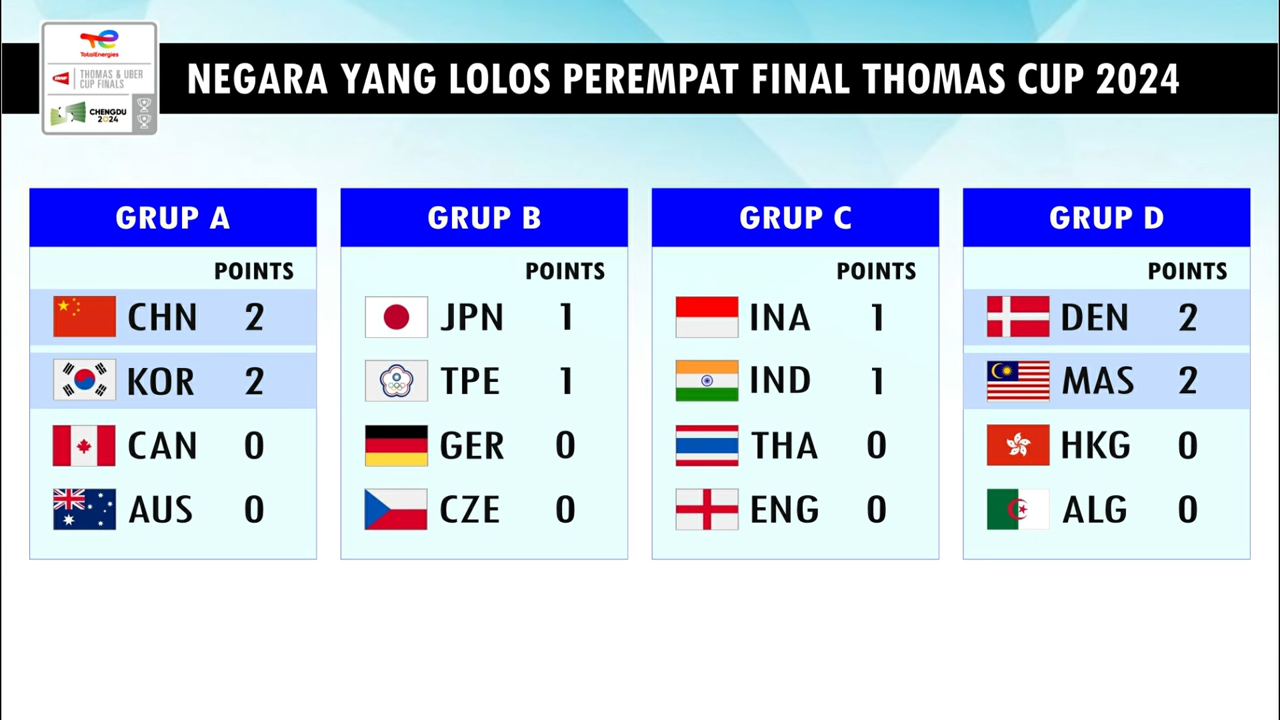 TotalEnergies
BWF
THOMAS & UBER
CUP FINALS
CHENGDU
2024
NEGARA YANG LOLOS PEREMPAT FINAL THOMAS CUP 2024
GRUP A
POINTS
CHN 2
KOR 2
CAN 0
AUS 0
GRUP B
POINTS
JPN 1
TPE 1
GER 0
CZE 0
GRUP C
POINTS
INA 1
IND 1
THA 0
ENG 0
GRUP D
POINTS
DEN 2
MAS 2
HKG 0
ALG 0